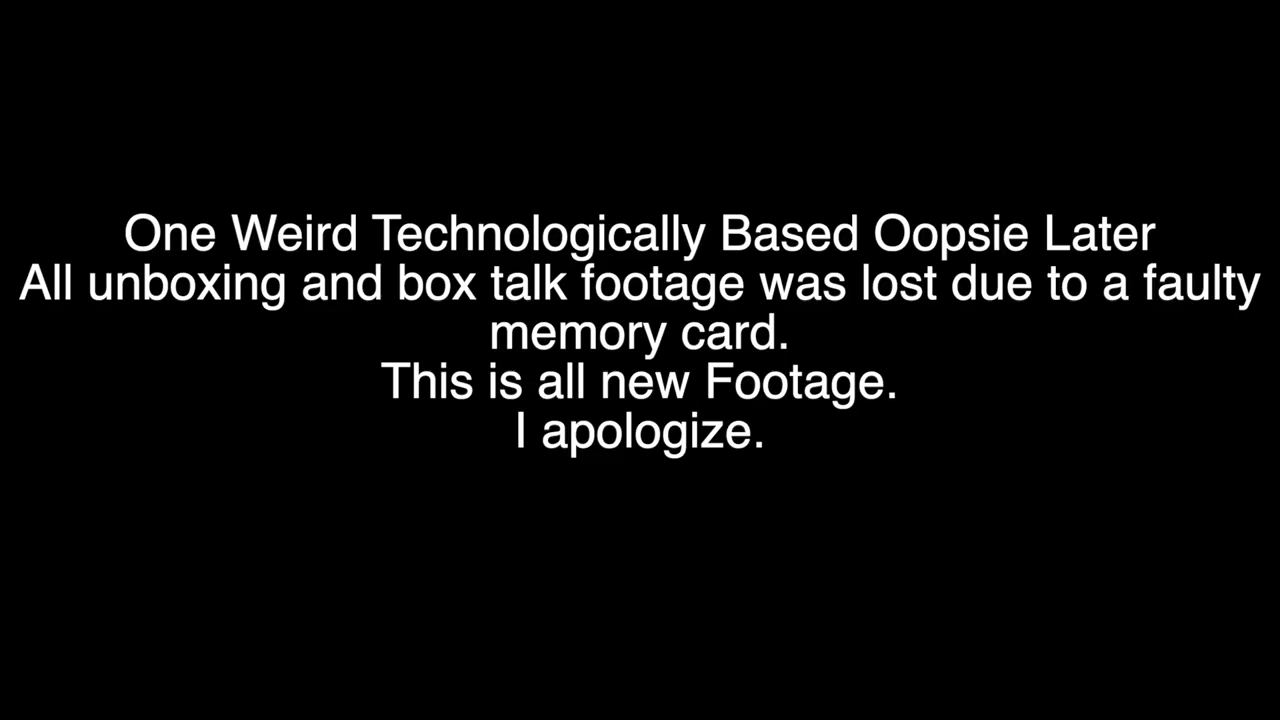 One Weird Technologically Based Oopsie Later
All unboxing and box talk footage was lost due to a faulty
memory card.
This is all new Footage.
I apologize.